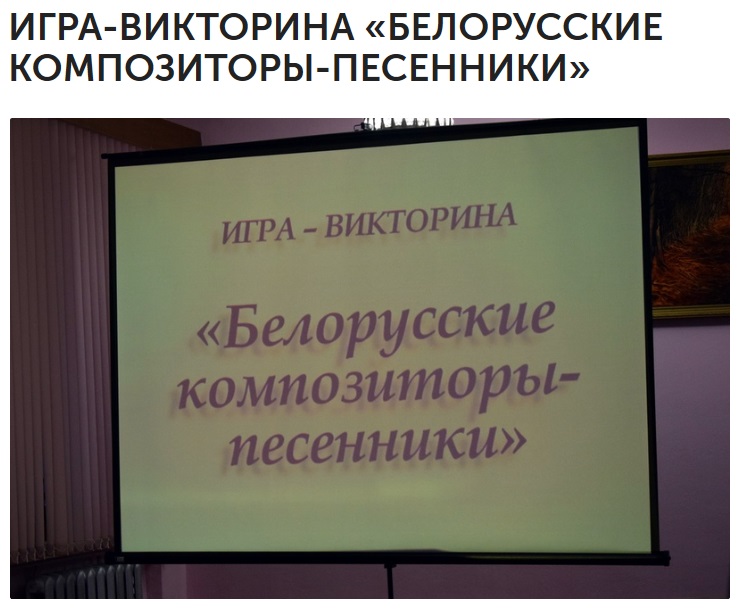 ИГРА-ВИКТОРИНА «БЕЛОРУССКИЕ
КОМПОЗИТОРЫ-ПЕСЕННИКИ»
ИГРА – ВИКТОРИНА
«Белорусские
композиторы-
песенники»